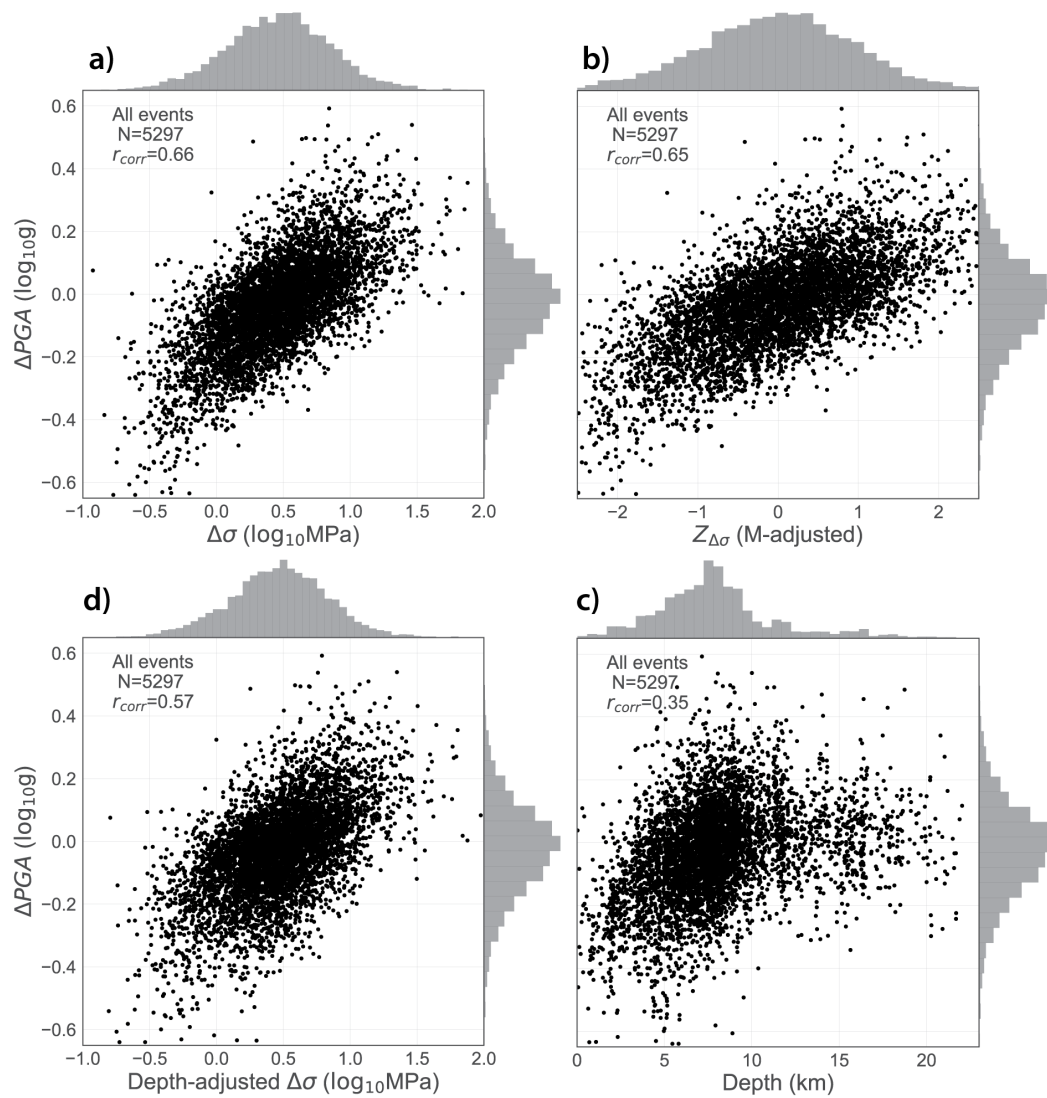 a)
All events
N=5297
r_corr=0.66
0.6
0.4
0.2
0.0
−0.2
−0.4
−0.6
ΔPGA (log₁₀g)
−1.0 −0.5 0.0 0.5 1.0 1.5 2.0
Δσ (log₁₀MPa)
b)
All events
N=5297
r_corr=0.65
−2 −1 0 1 2
Z_Δσ (M-adjusted)
d)
All events
N=5297
r_corr=0.57
0.6
0.4
0.2
0.0
−0.2
−0.4
−0.6
ΔPGA (log₁₀g)
−1.0 −0.5 0.0 0.5 1.0 1.5 2.0
Depth-adjusted Δσ (log₁₀MPa)
c)
All events
N=5297
r_corr=0.35
0 5 10 15 20
Depth (km)